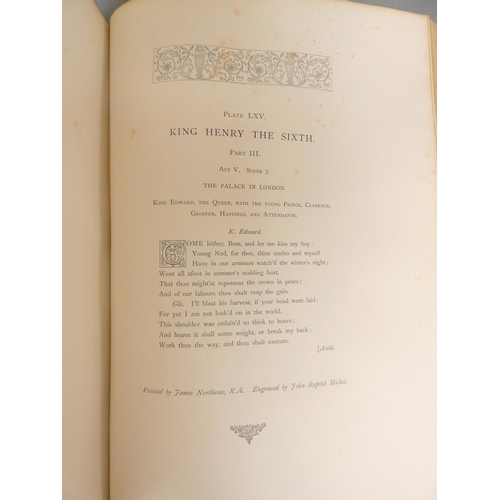 PLATE LXV.
KING HENRY THE SIXTH.
PART III.
ACT V. SCENE 7.
THE PALACE IN LONDON.
KING EDWARD, THE QUEEN, WITH THE YOUNG PRINCE, CLARENCE,
GLOSTER, HASTINGS, AND ATTENDANTS.
K. Edward.
COME hither, Bess, and let me kiss my boy:
Young Ned, for thee, thine uncles and myself
Have in our armours watch'd the winter's night;
Went all afoot in summer's scalding heat,
That thou might'st repossess the crown in peace;
And of our labours thou shalt reap the gain.
Glo. I'll blast his harvest, if your head were laid;
For yet I am not look'd on in the world.
This shoulder was ordain'd so thick to heave;
And heave it shall some weight, or break my back:
Work thou the way, and thou shalt execute.
[Aside.
Painted by James Northcote, R.A. Engraved by John Baptist Michel.